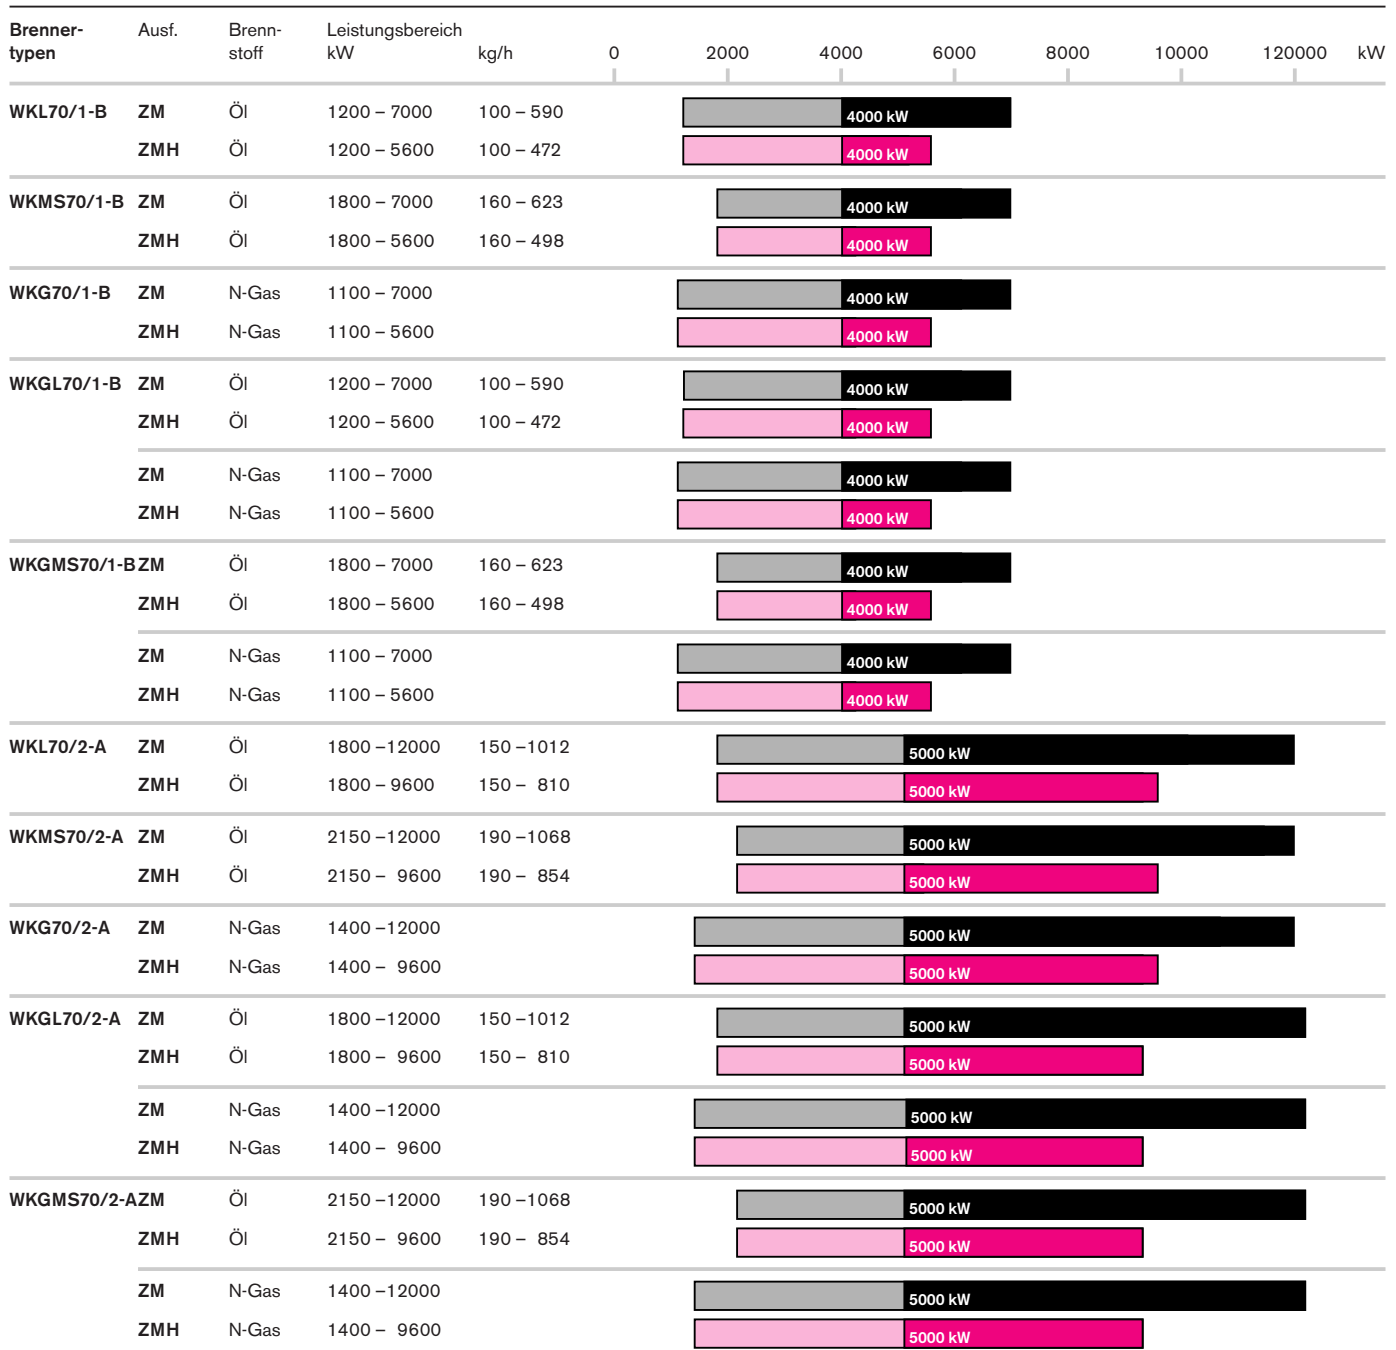 Brenner- Ausf. Brenn- Leistungsbereich
typen stoff kW kg/h 0 2000 4000 6000 8000 10000 120000 kW
WKL70/1-B ZM Öl 1200 – 7000 100 – 590 4000 kW
ZMH Öl 1200 – 5600 100 – 472 4000 kW
WKMS70/1-B ZM Öl 1800 – 7000 160 – 623 4000 kW
ZMH Öl 1800 – 5600 160 – 498 4000 kW
WKG70/1-B ZM N-Gas 1100 – 7000 4000 kW
ZMH N-Gas 1100 – 5600 4000 kW
WKGL70/1-B ZM Öl 1200 – 7000 100 – 590 4000 kW
ZMH Öl 1200 – 5600 100 – 472 4000 kW
ZM N-Gas 1100 – 7000 4000 kW
ZMH N-Gas 1100 – 5600 4000 kW
WKGMS70/1-B ZM Öl 1800 – 7000 160 – 623 4000 kW
ZMH Öl 1800 – 5600 160 – 498 4000 kW
ZM N-Gas 1100 – 7000 4000 kW
ZMH N-Gas 1100 – 5600 4000 kW
WKL70/2-A ZM Öl 1800 –12000 150 –1012 5000 kW
ZMH Öl 1800 – 9600 150 – 810 5000 kW
WKMS70/2-A ZM Öl 2150 –12000 190 –1068 5000 kW
ZMH Öl 2150 – 9600 190 – 854 5000 kW
WKG70/2-A ZM N-Gas 1400 –12000 5000 kW
ZMH N-Gas 1400 – 9600 5000 kW
WKGL70/2-A ZM Öl 1800 –12000 150 –1012 5000 kW
ZMH Öl 1800 – 9600 150 – 810 5000 kW
ZM N-Gas 1400 –12000 5000 kW
ZMH N-Gas 1400 – 9600 5000 kW
WKGMS70/2-A ZM Öl 2150 –12000 190 –1068 5000 kW
ZMH Öl 2150 – 9600 190 – 854 5000 kW
ZM N-Gas 1400 –12000 5000 kW
ZMH N-Gas 1400 – 9600 5000 kW